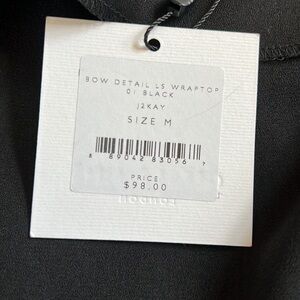 BOW DETAIL LS WRAPTOP
01 BLACK
J2KAY
SIZE M
8 89042 83056 7
PRICE
$98.00